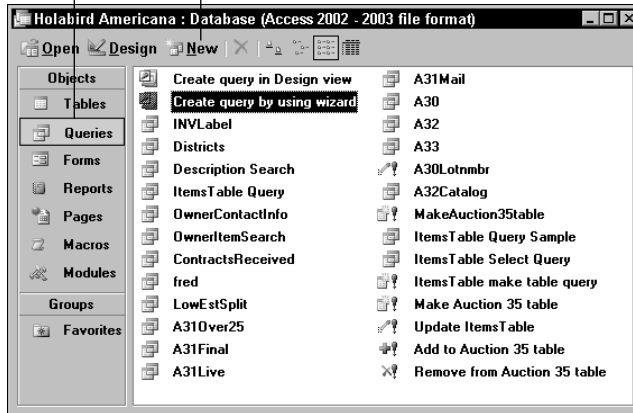 Holabird Americana : Database (Access 2002 - 2003 file format)
Open Design New
Objects
Tables
Queries
Forms
Reports
Pages
Macros
Modules
Groups
Favorites
Create query in Design view
Create query by using wizard
INVLabel
Districts
Description Search
ItemsTable Query
OwnerContactInfo
OwnerItemSearch
ContractsReceived
fred
LowEstSplit
A31Over25
A31Final
A31Live
A31Mail
A30
A32
A33
A30Lotnmbr
A32Catalog
MakeAuction35table
ItemsTable Query Sample
ItemsTable Select Query
ItemsTable make table query
Make Auction 35 table
Update ItemsTable
Add to Auction 35 table
Remove from Auction 35 table